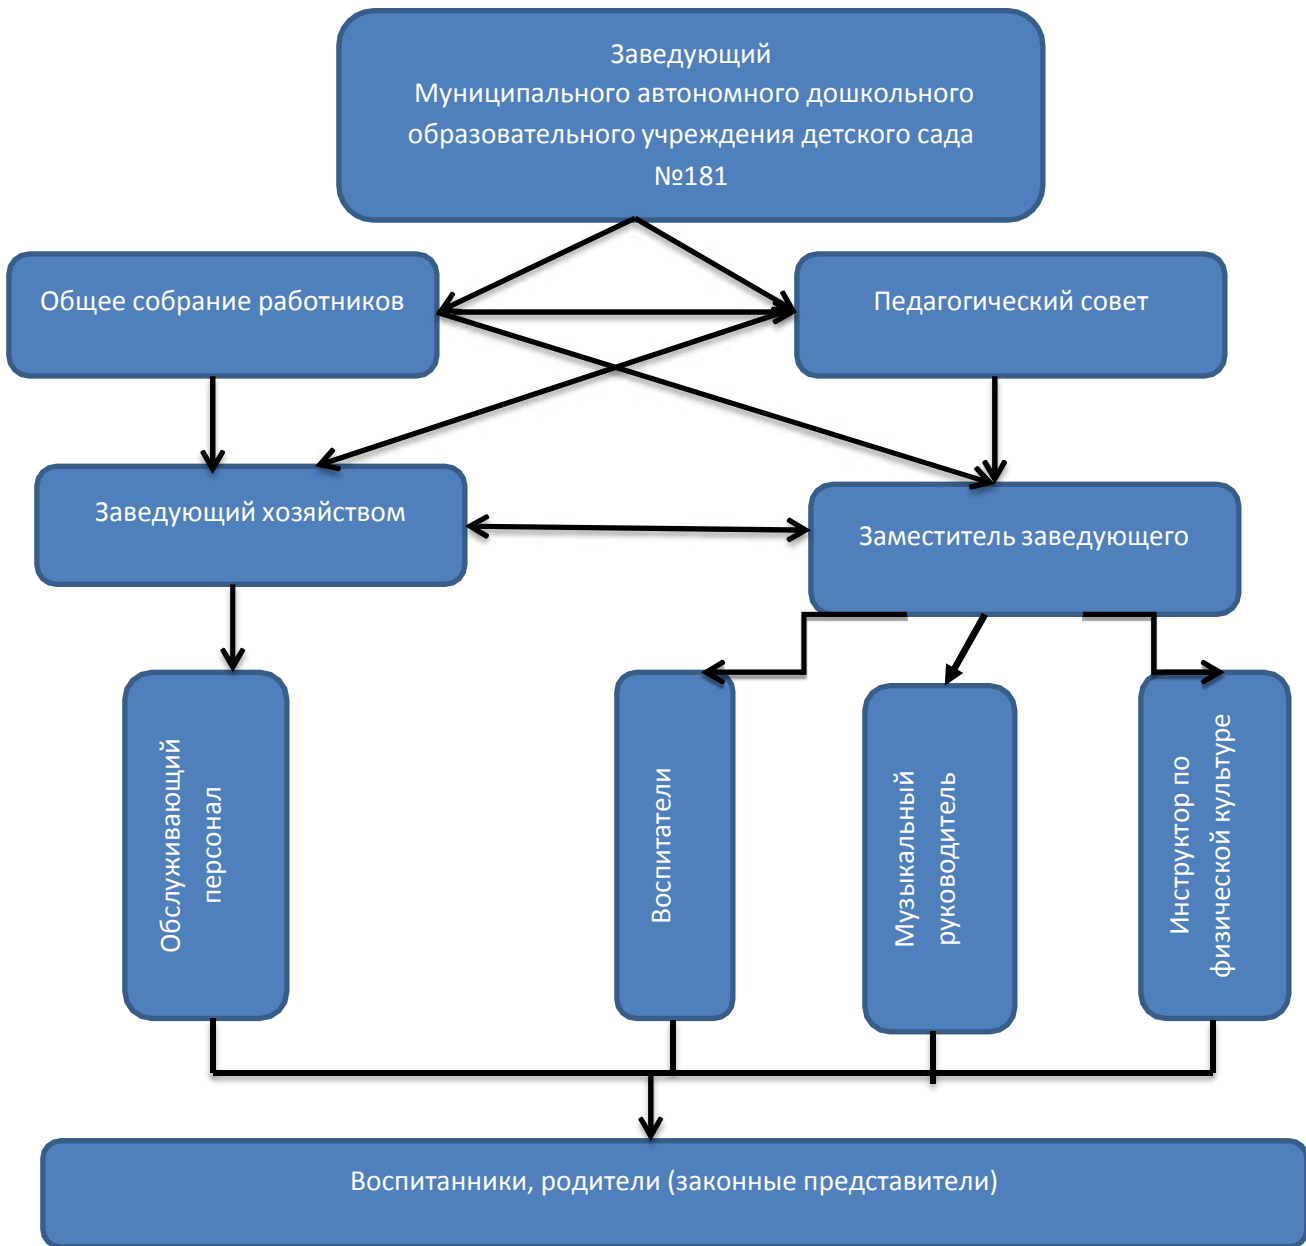 Заведующий
Муниципального автономного дошкольного
образовательного учреждения детского сада
№181
Общее собрание работников
Педагогический совет
Заведующий хозяйством
Заместитель заведующего
Обслуживающий
персонал
Воспитатели
Музыкальный
руководитель
Инструктор по
физической культуре
Воспитанники, родители (законные представители)